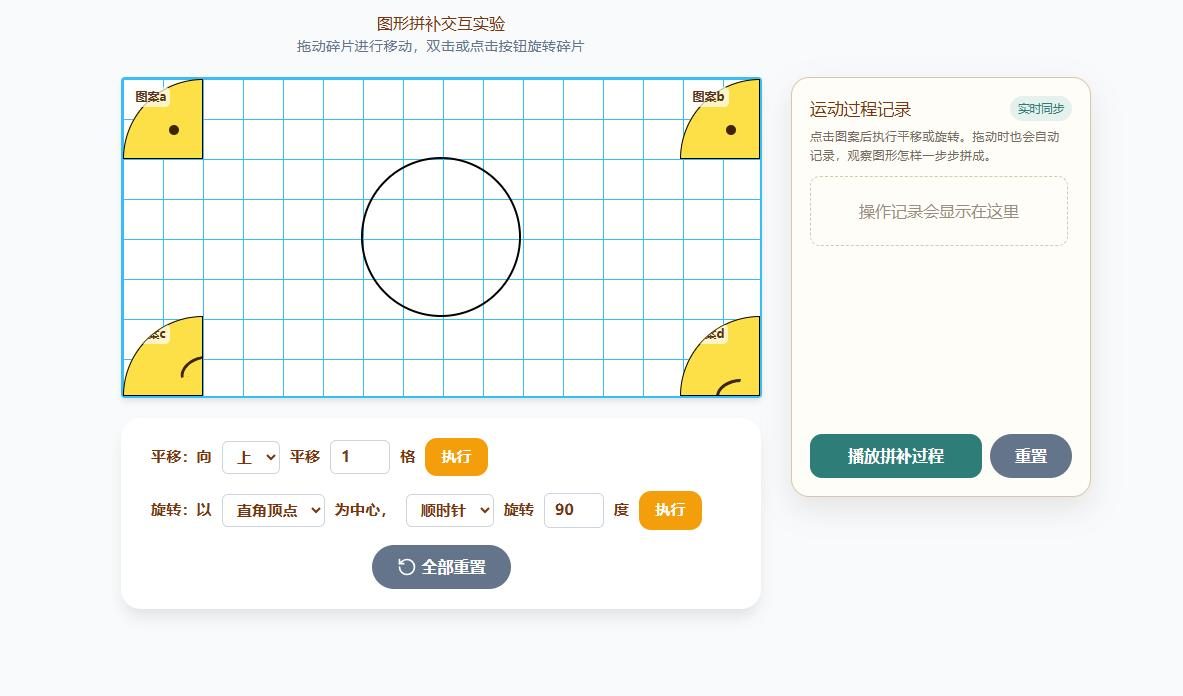 图形拼补交互实验
拖动碎片进行移动，双击或点击按钮旋转碎片
图案a
图案b
案c
案d
平移：向 上 平移 1 格 执行
旋转：以 直角顶点 为中心， 顺时针 旋转 90 度 执行
全部重置
运动过程记录 实时同步
点击图案后执行平移或旋转。拖动时也会自动
记录，观察图形怎样一步步拼成。
操作记录会显示在这里
播放拼补过程 重置